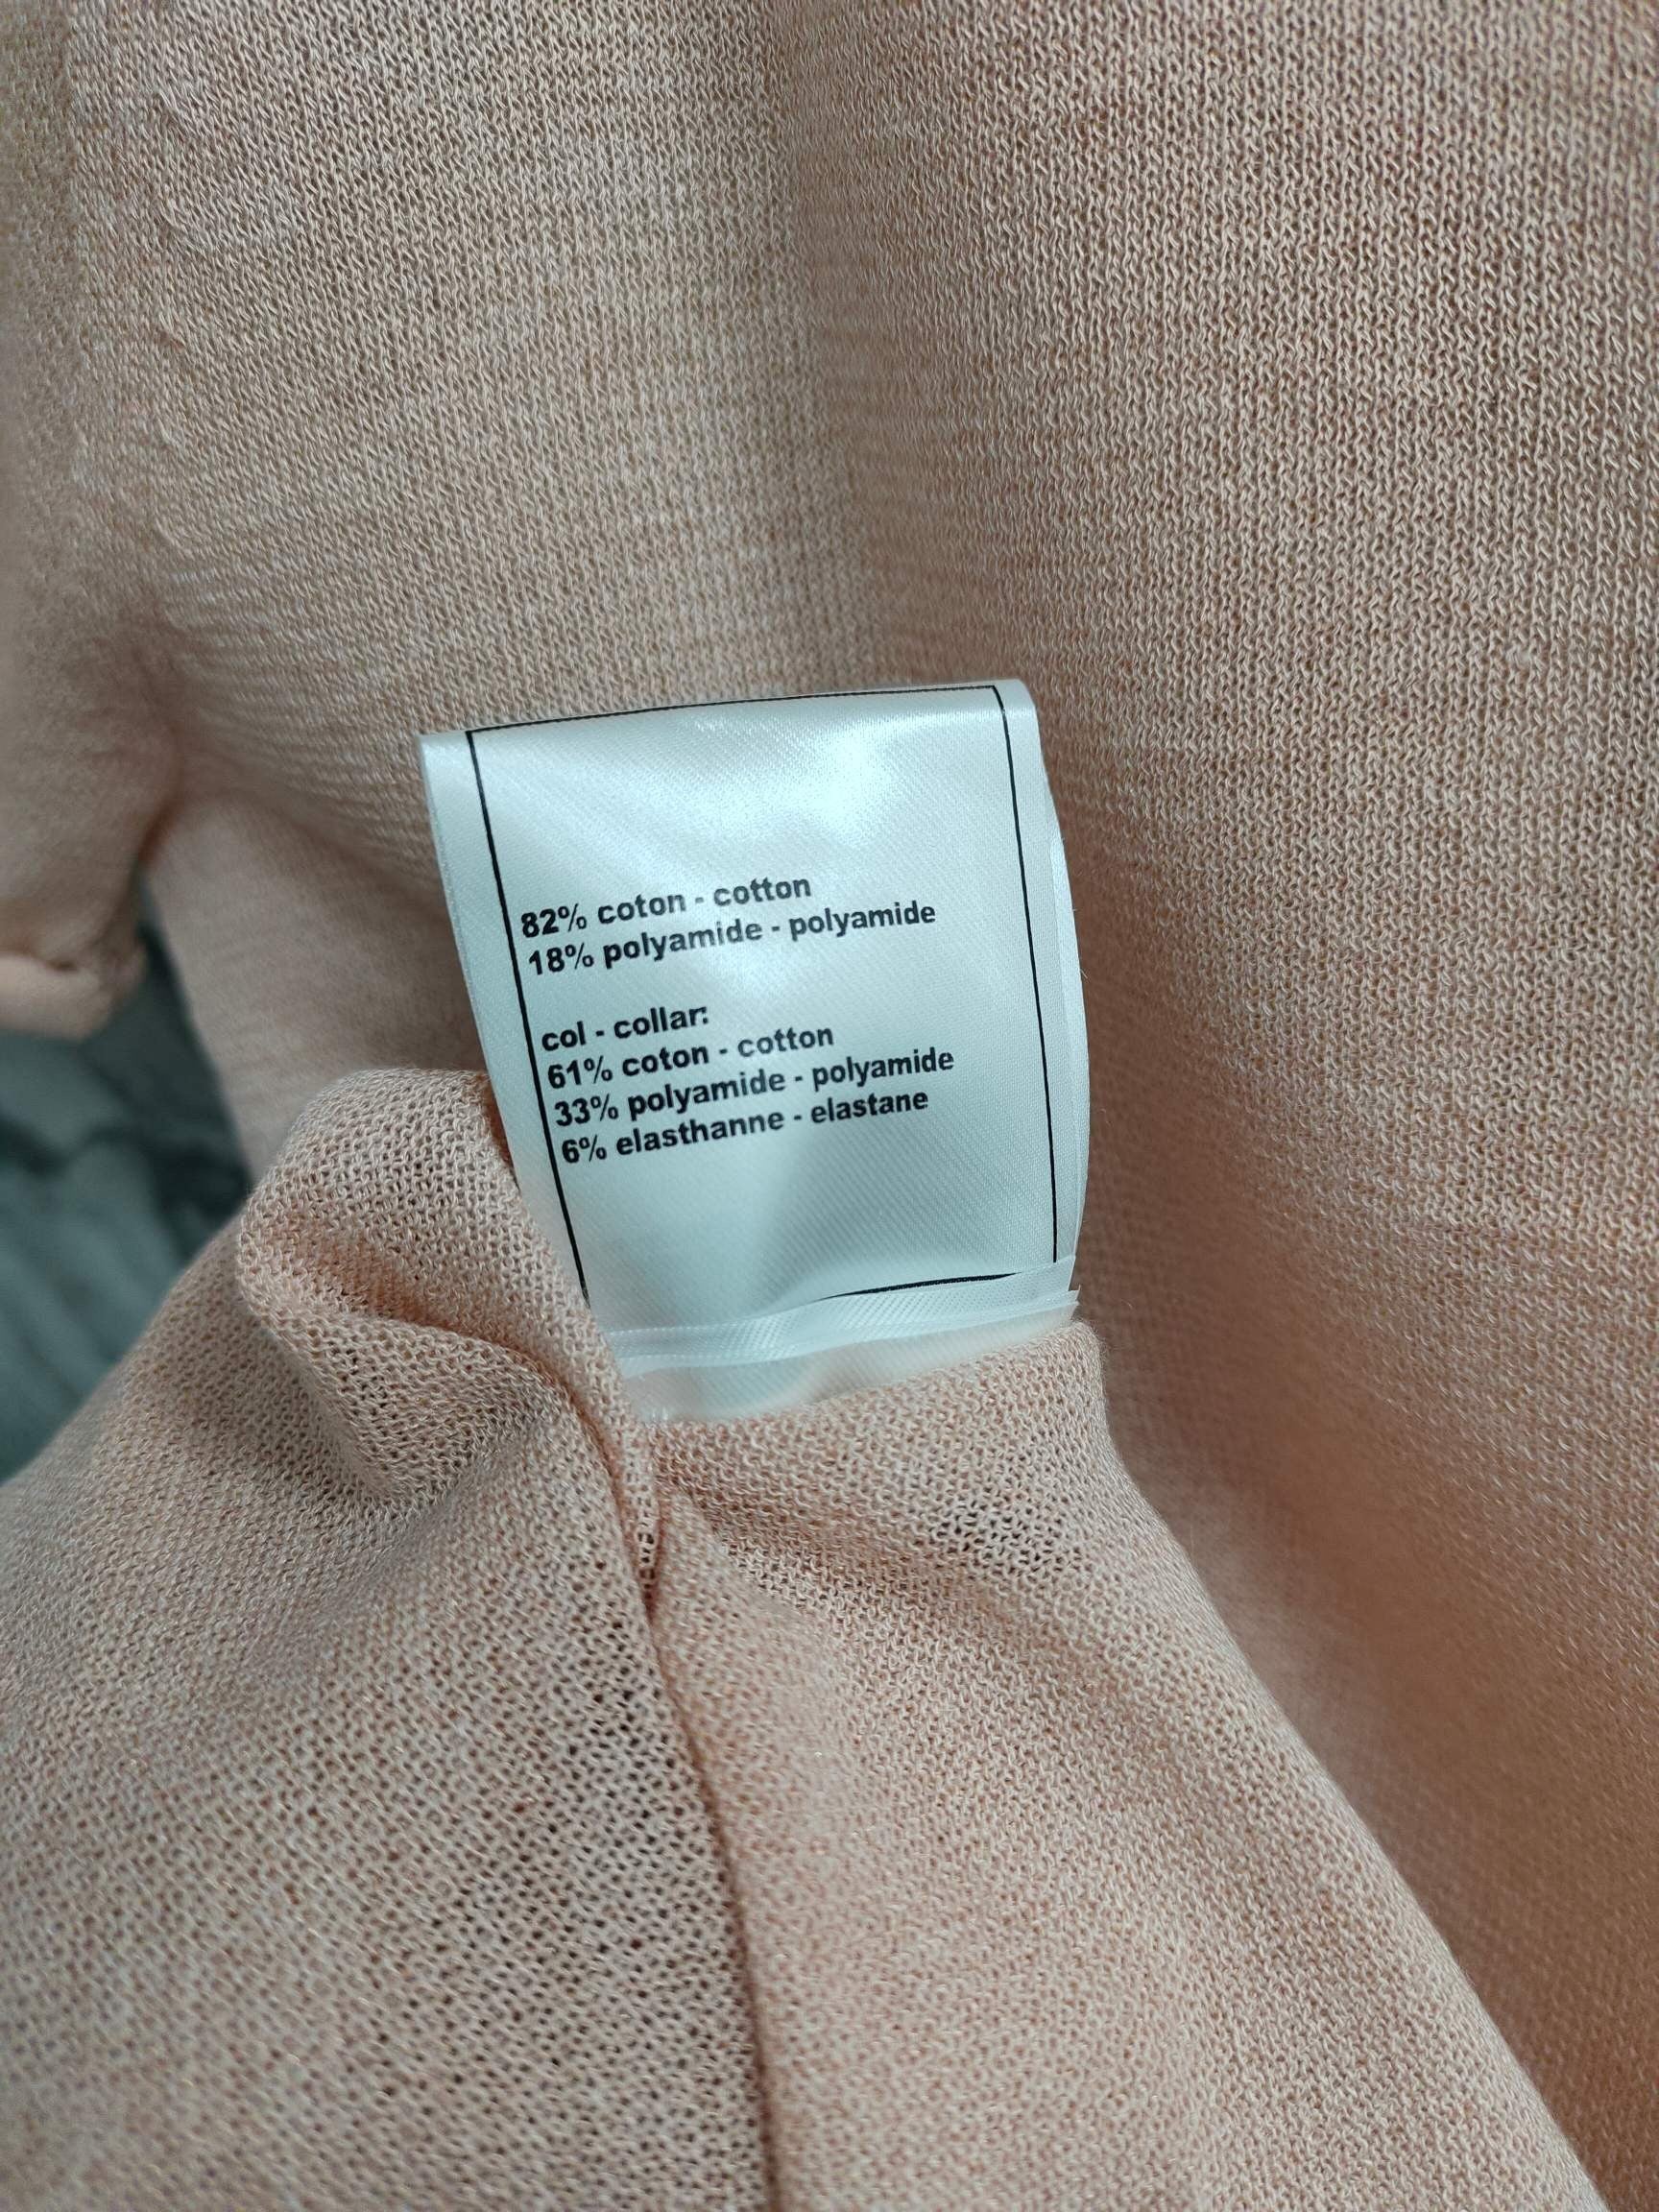 82% coton - cotton
18% polyamide - polyamide
col - collar:
61% coton - cotton
33% polyamide - polyamide
6% elasthanne - elastane